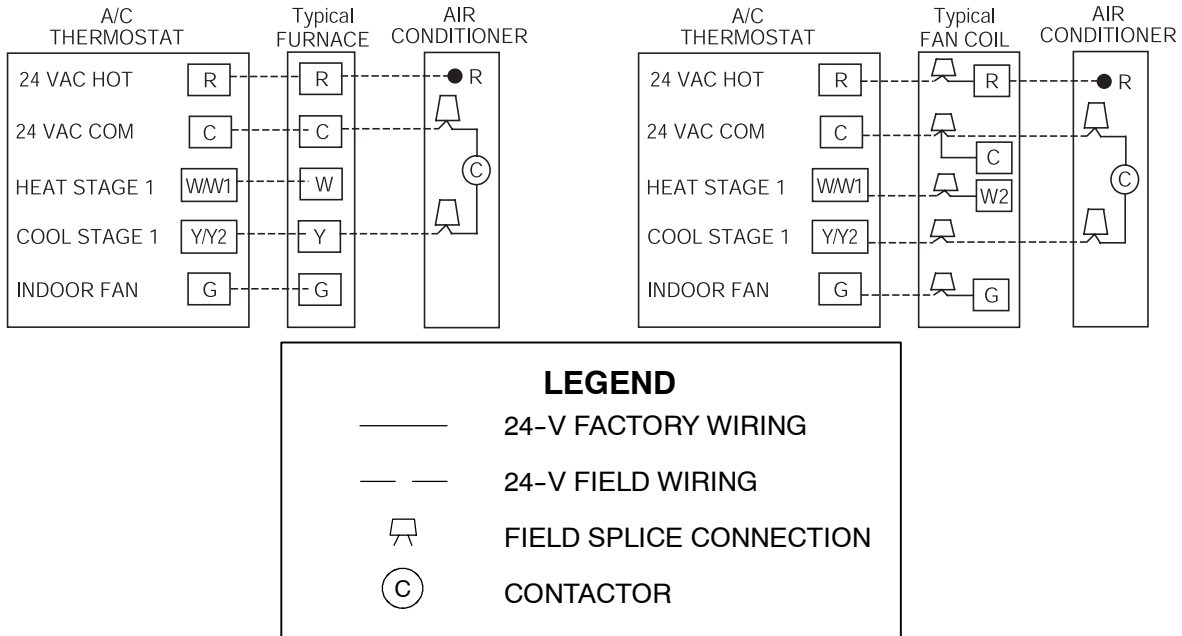 A/C
THERMOSTAT
Typical
FURNACE
AIR
CONDITIONER
24 VAC HOT
R
R
R
24 VAC COM
C
C
C
HEAT STAGE 1
W/W1
W
COOL STAGE 1
Y/Y2
Y
INDOOR FAN
G
G
A/C
THERMOSTAT
Typical
FAN COIL
AIR
CONDITIONER
24 VAC HOT
R
R
R
24 VAC COM
C
C
C
HEAT STAGE 1
W/W1
W2
COOL STAGE 1
Y/Y2
INDOOR FAN
G
G
LEGEND
24-V FACTORY WIRING
24-V FIELD WIRING
FIELD SPLICE CONNECTION
C
CONTACTOR